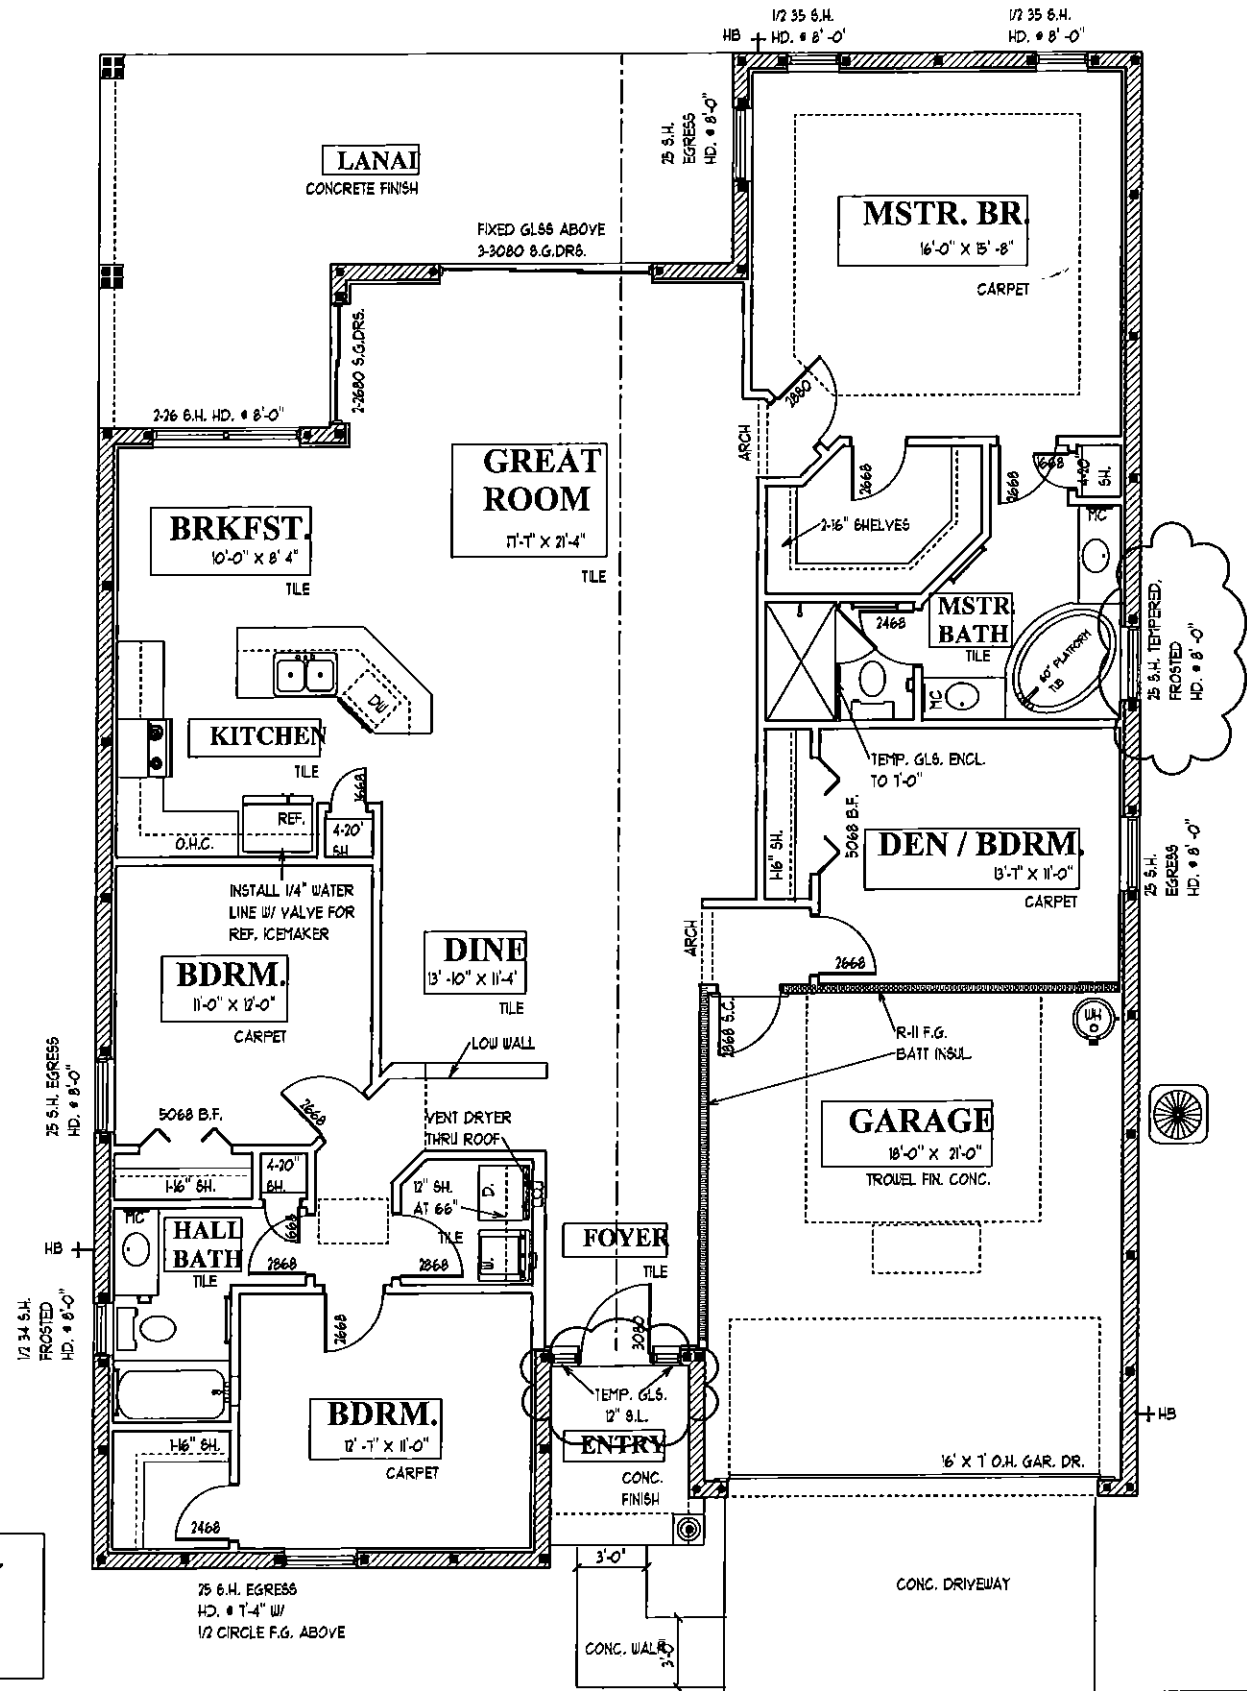 1/2 35 S.H.
HD. @ 8'-0"
1/2 35 S.H.
HD. @ 8'-0"
HB
25 S.H.
EGRESS
HD. @ 8'-0"
LANAI
CONCRETE FINISH
FIXED GLSS ABOVE
3-3080 S.G.DRS.
MSTR. BR.
16'-0" X 15'-8"
CARPET
2-2680 S.G.DRS.
2880
2-26 S.H. HD. @ 8'-0"
ARCH
GREAT
ROOM
17'-7" X 21'-4"
TILE
2668
2668
1668
4-20"
SH.
2-16" SHELVES
MC
BRKFST.
10'-0" X 8'4"
TILE
MSTR.
BATH
TILE
2468
60" PLATFORM
TUB
MC
25 S.H. TEMPERED,
FROSTED
HD. @ 8'-0"
DW
KITCHEN
TILE
TEMP. GLS. ENCL.
TO 7'-0"
1668
REF.
4-20"
SH
O.H.C.
1-16" SH.
5068 B.F.
DEN / BDRM.
13'-7" X 11'-0"
CARPET
25 S.H.
EGRESS
HD. @ 8'-0"
INSTALL 1/4" WATER
LINE W/ VALVE FOR
REF. ICEMAKER
BDRM.
11'-0" X 12'-0"
CARPET
DINE
13'-10" X 11'-4"
TILE
ARCH
2668
2868 S.C.
R-11 F.G.
BATT INSUL.
WH
LOW WALL
25 S.H. EGRESS
HD. @ 8'-0"
5068 B.F.
2668
VENT DRYER
THRU ROOF
GARAGE
18'-0" X 21'-0"
TROWEL FIN. CONC.
1-16" SH.
4-20"
SH.
12" SH.
AT 66"
D.
TILE
W.
MC
HALL
BATH
TILE
1668
2868
2868
HB
FOYER
TILE
1/2 34 S.H.
FROSTED
HD. @ 8'-0"
2668
3080
TEMP. GLS.
12" S.L.
BDRM.
12'-7" X 11'-0"
CARPET
1-16" SH.
ENTRY
CONC.
FINISH
HB
16' X 7' O.H. GAR. DR.
2468
3'-0"
25 S.H. EGRESS
HD. @ 7'-4" W/
1/2 CIRCLE F.G. ABOVE
CONC. DRIVEWAY
CONC. WALK
3'-0"